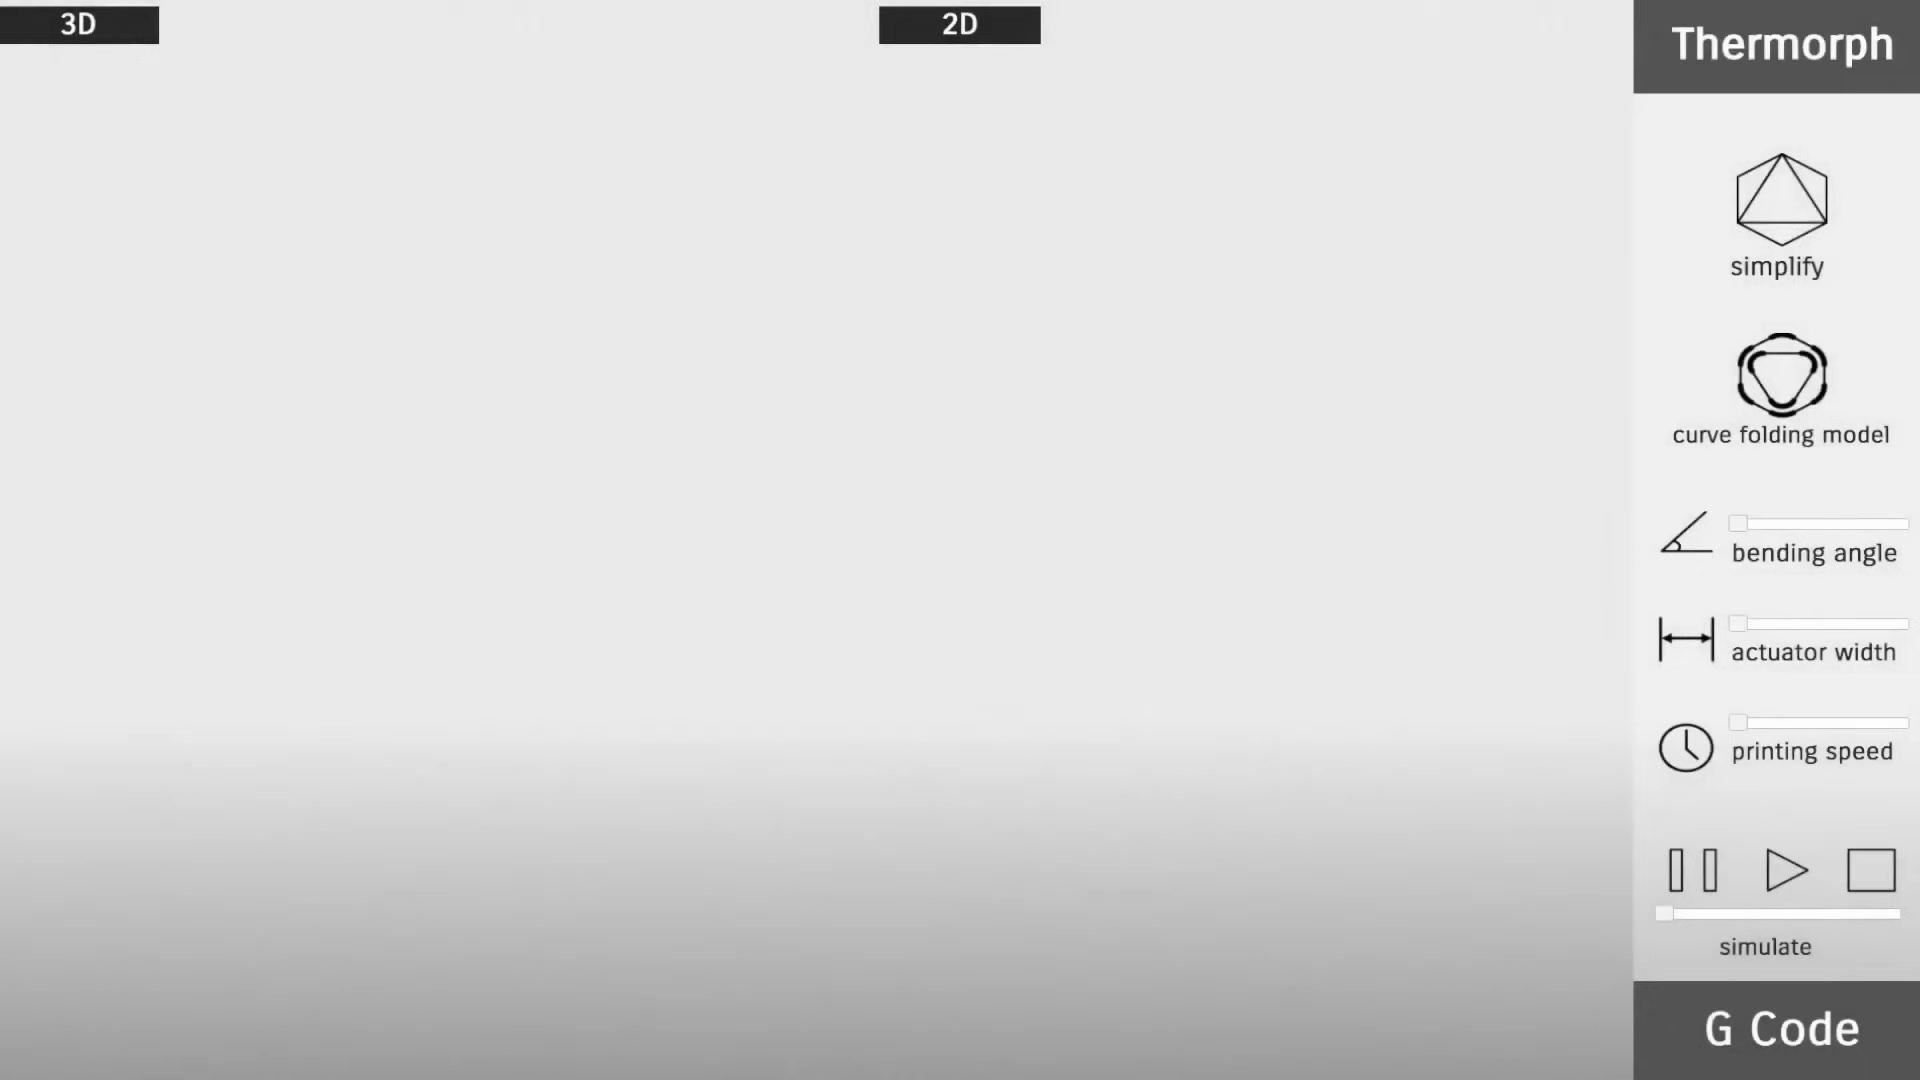 3D
2D
Thermorph
simplify
curve folding model
bending angle
actuator width
printing speed
simulate
G Code